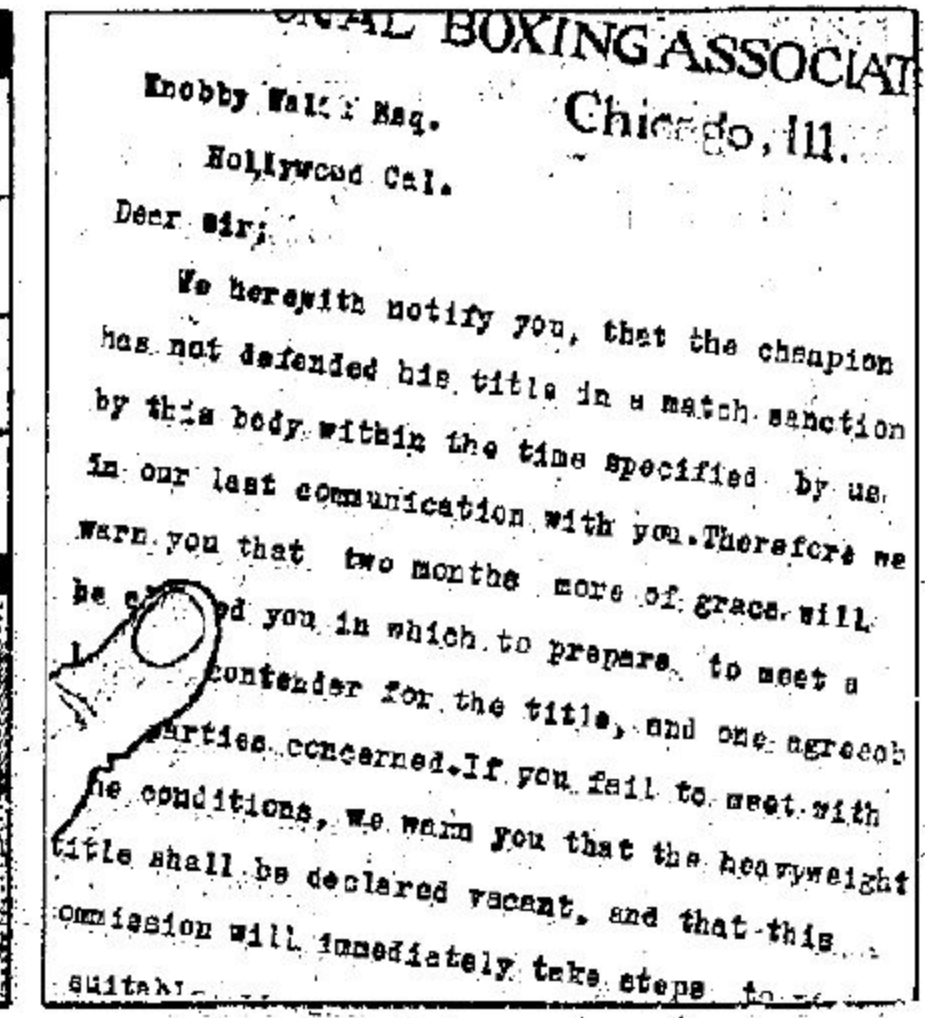 ONAL BOXING ASSOCIAT
Chicago, Ill.
Knobby Esq.
Hollywood Cal.
Dear sir;
We herewith notify you, that the champion
has not defended his title in a match sanction
by this body within the time specified by us
in our last communication with you.Therefore we
warn you that two months more of grace will
be you in which to prepare to meet a
contender for the title, and one agreeab
parties concerned.If you fail to meet with
he conditions, we warn you that the heavyweight
title shall be declared vacant, and that this
ommission will immediately take steps to